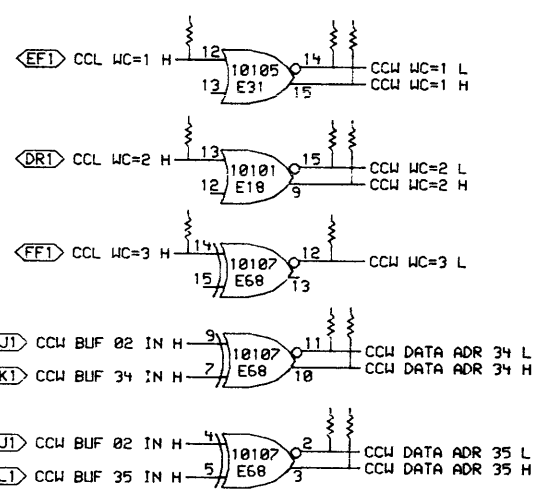 EF1 CCL WC=1 H 12 14 CCW WC=1 L
10105
13 E31 15 CCW WC=1 H
DR1 CCL WC=2 H 13 15 CCW WC=2 L
10101
12 E18 9 CCW WC=2 H
FF1 CCL WC=3 H 14 12 CCW WC=3 L
10107
15 E68 13
J1 CCW BUF 02 IN H 9 11 CCW DATA ADR 34 L
10107
K1 CCW BUF 34 IN H 7 E68 10 CCW DATA ADR 34 H
J1 CCW BUF 02 IN H 4 2 CCW DATA ADR 35 L
10107
L1 CCW BUF 35 IN H 5 E68 3 CCW DATA ADR 35 H